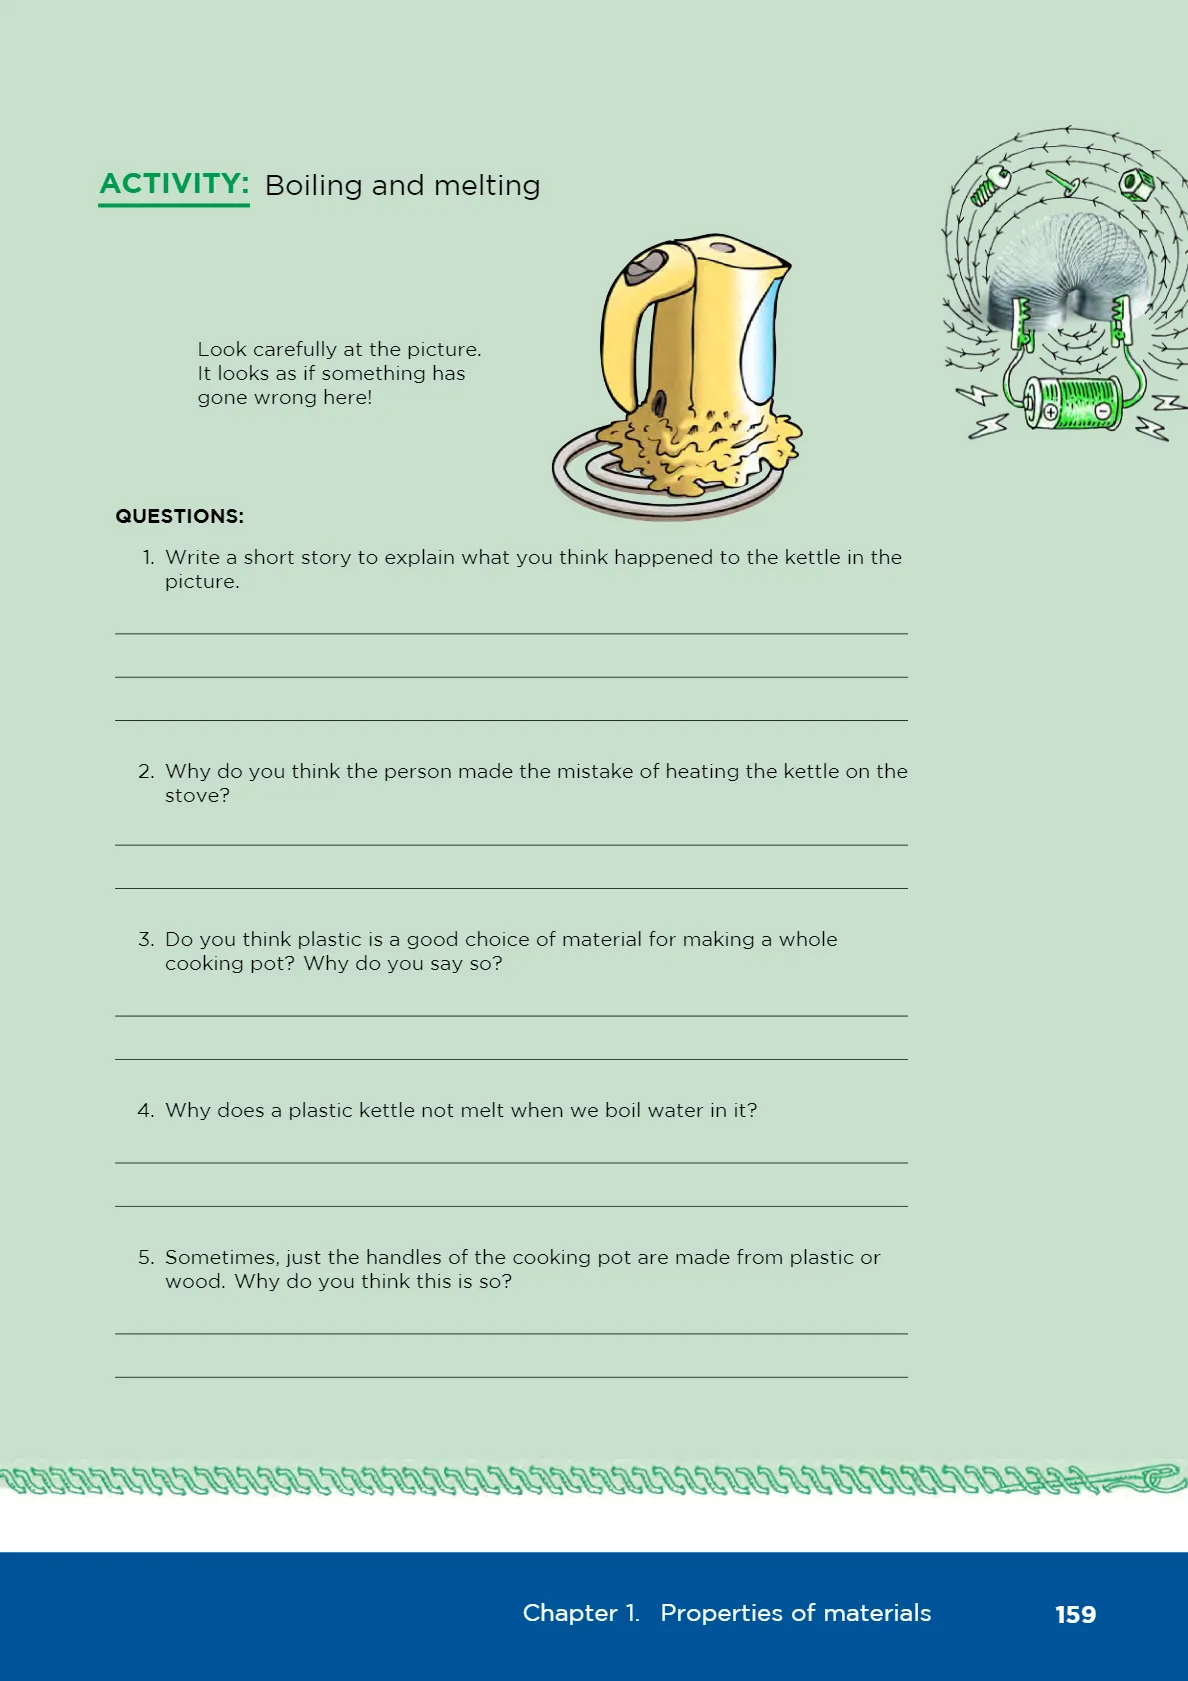 ACTIVITY: Boiling and melting
Look carefully at the picture.
It looks as if something has
gone wrong here!
QUESTIONS:
1. Write a short story to explain what you think happened to the kettle in the
picture.
2. Why do you think the person made the mistake of heating the kettle on the
stove?
3. Do you think plastic is a good choice of material for making a whole
cooking pot? Why do you say so?
4. Why does a plastic kettle not melt when we boil water in it?
5. Sometimes, just the handles of the cooking pot are made from plastic or
wood. Why do you think this is so?
Chapter 1. Properties of materials 159